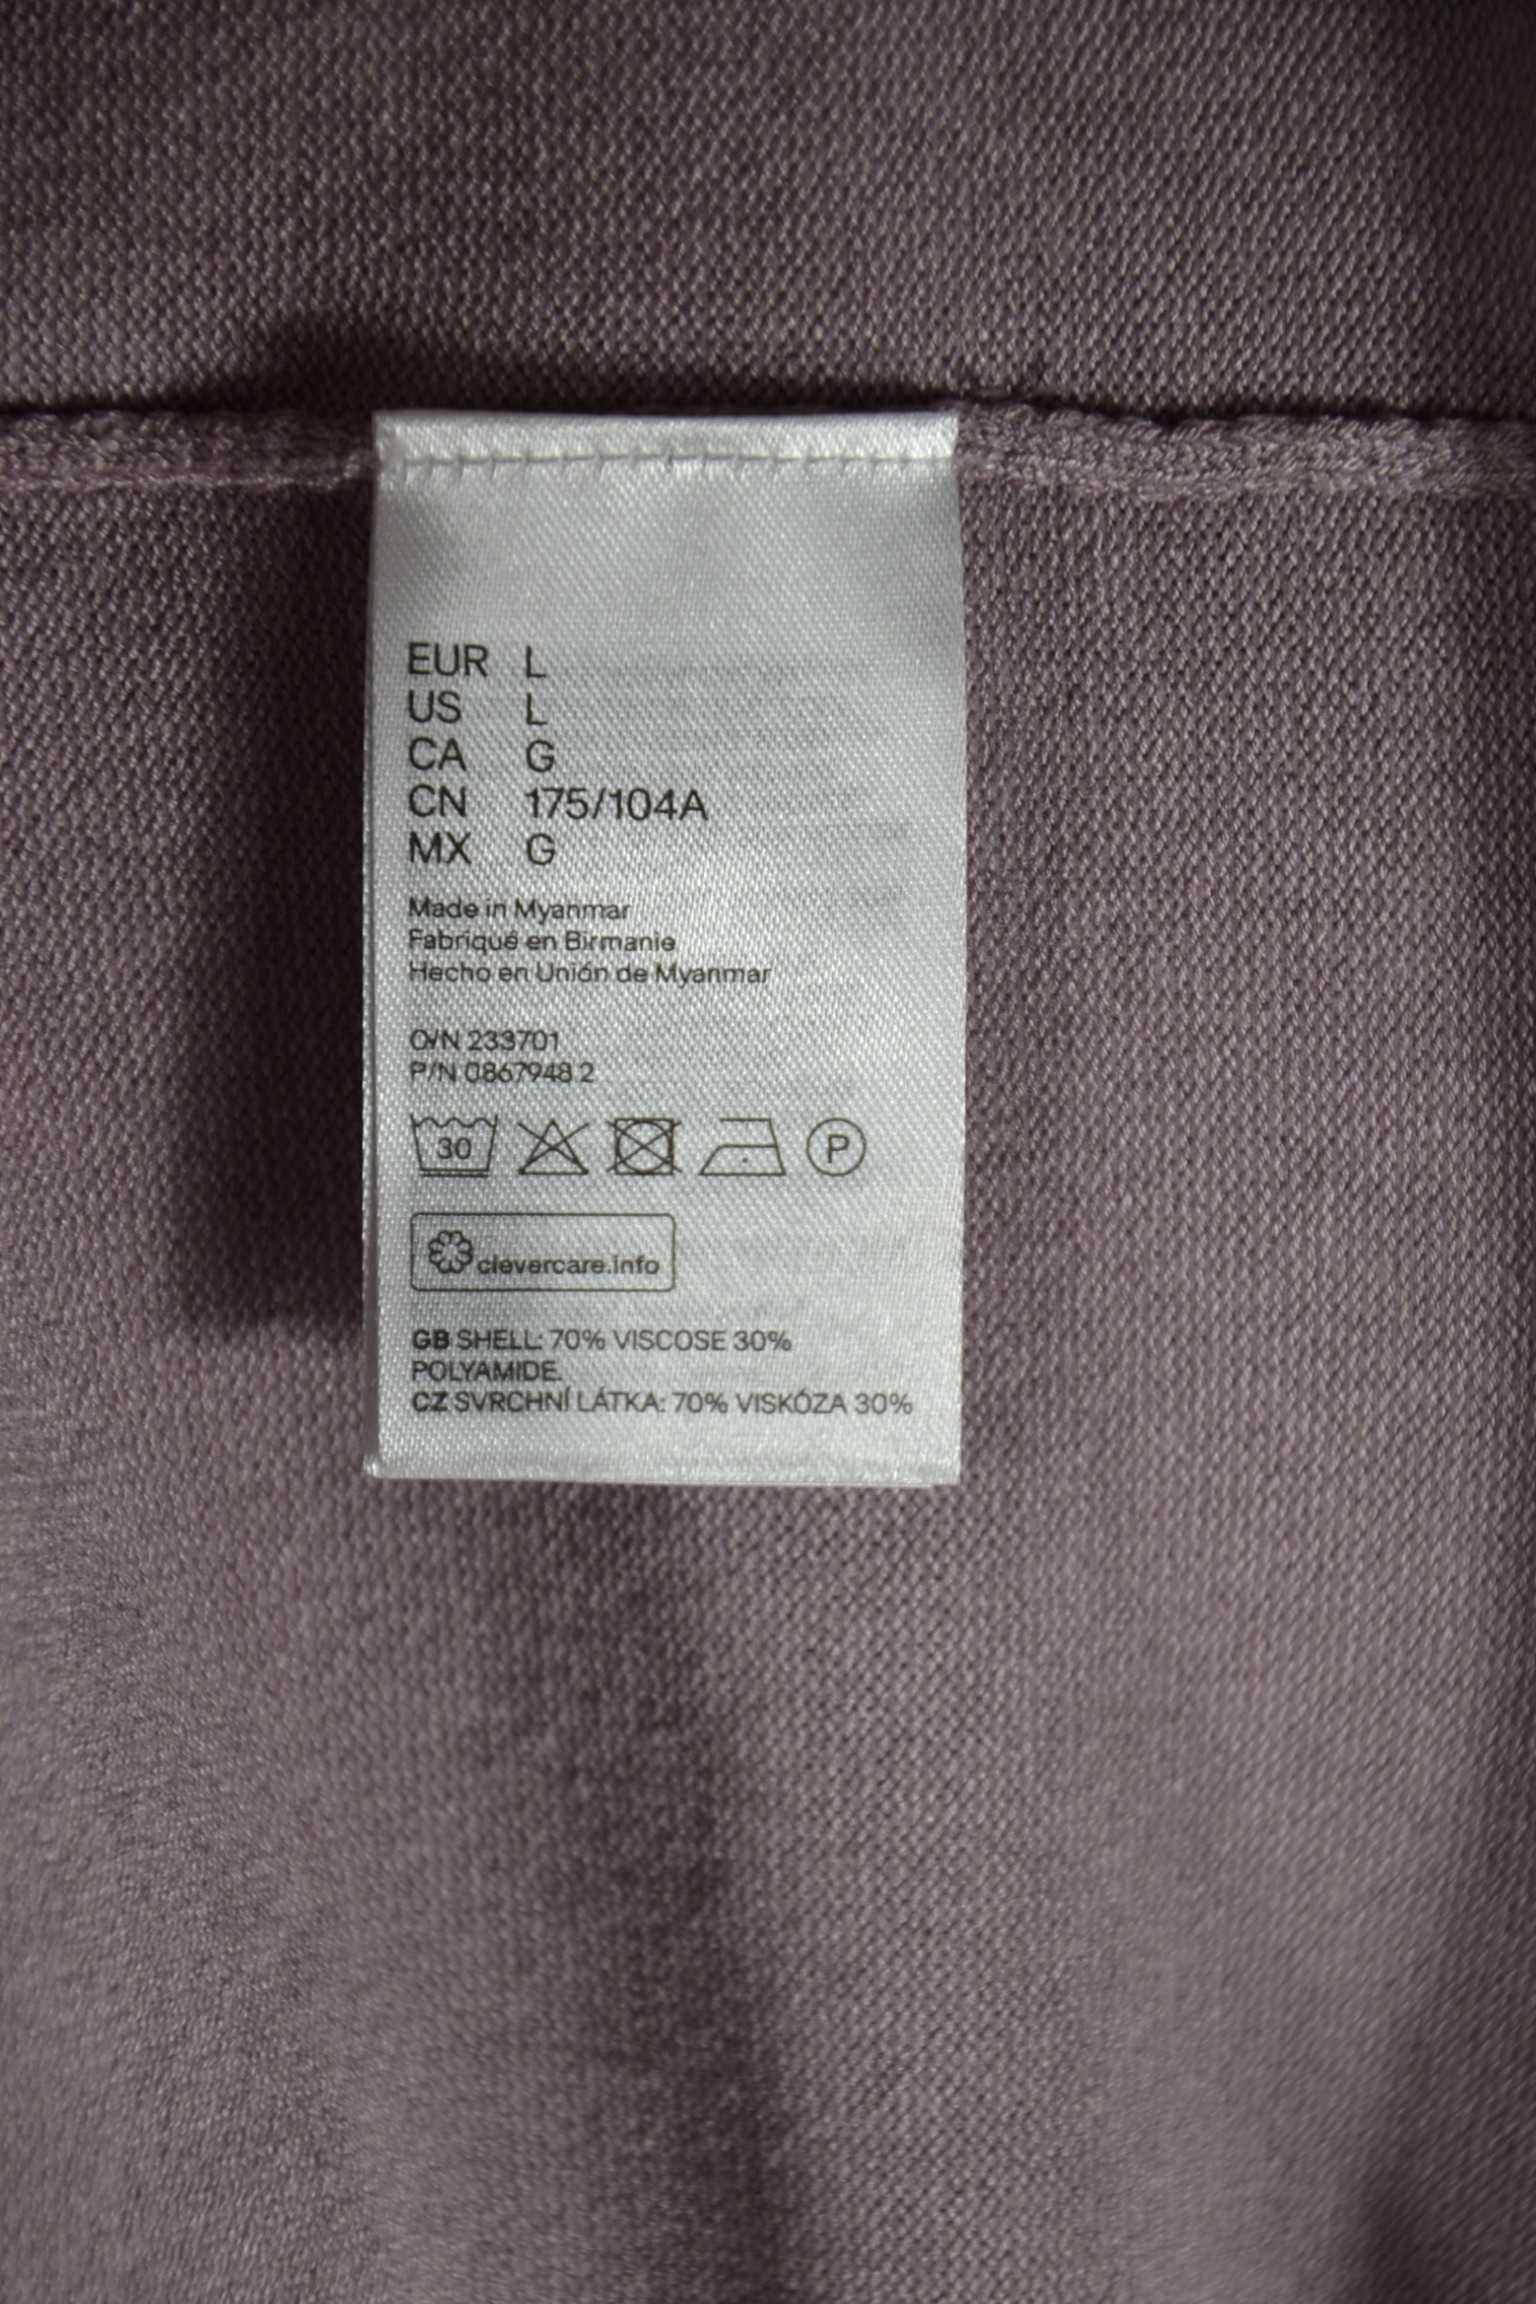 EUR L
US L
CA G
CN 175/104A
MX G
Made in Myanmar
Fabriqué en Birmanie
Hecho en Unión de Myanmar
O/N 233701
P/N 0867948 2
30 P
clevercare.info
GB SHELL: 70% VISCOSE 30%
POLYAMIDE.
CZ SVRCHNÍ LÁTKA: 70% VISKÓZA 30%